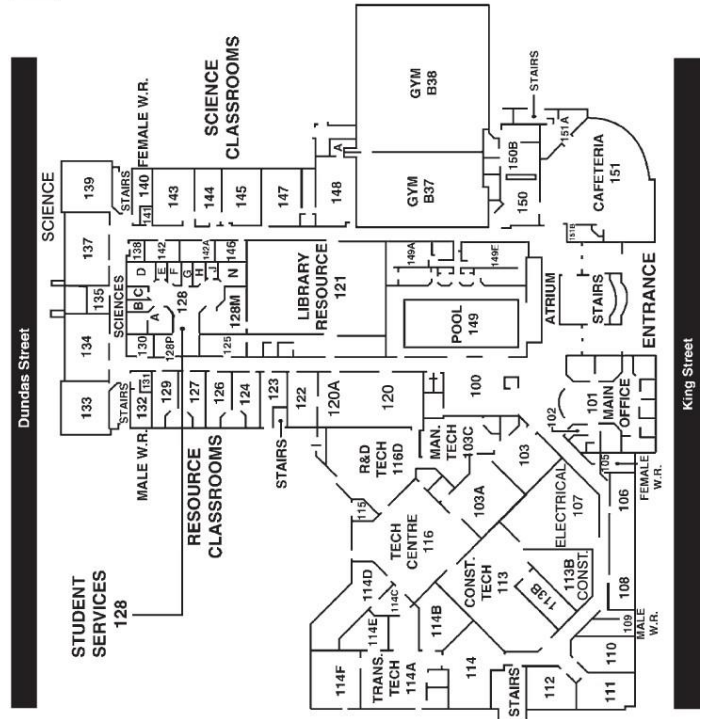 Dundas Street
King Street
SCIENCE
139
137
135
134
133
STAIRS
SCIENCES
STAIRS
FEMALE W.R.
140
141
143
144
145
147
148
A
SCIENCE
CLASSROOMS
138
142
142A
146
D
E
F
G
H
J
N
B
C
A
128
128M
130
128P
125
MALE W.R.
132
131
129
127
126
124
123
122
120A
120
RESOURCE
CLASSROOMS
STAIRS
STUDENT
SERVICES
128
LIBRARY
RESOURCE
121
GYM
B38
GYM
B37
149A
149E
POOL
149
STAIRS
150B
150
151A
CAFETERIA
151
151B
ATRIUM
STAIRS
ENTRANCE
100
102
101
MAIN
OFFICE
105
FEMALE
W.R.
106
R&D
TECH
116D
MAN.
TECH
103C
103
103A
115
TECH
CENTRE
116
ELECTRICAL
107
CONST.
TECH
113
113B
113B
CONST.
108
109
MALE
W.R.
110
111
112
STAIRS
114
114A
TRANS.
TECH
114B
114C
114D
114E
114F